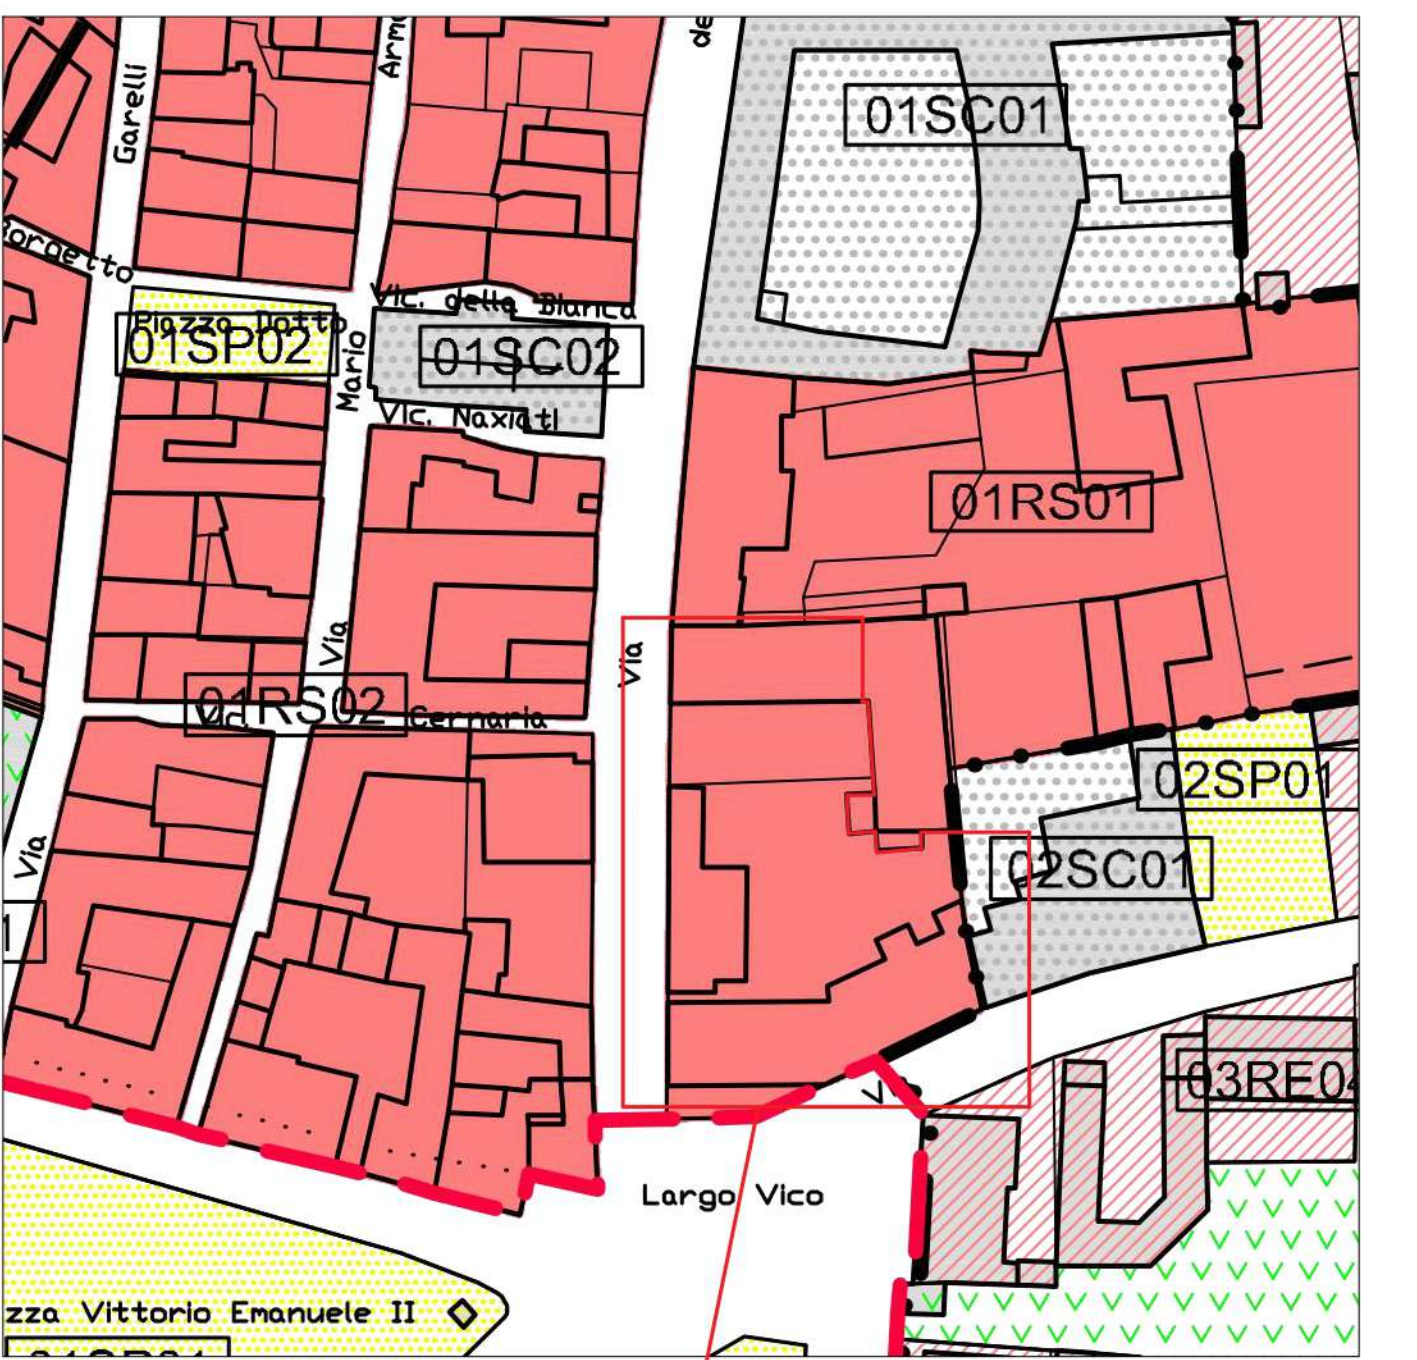 de
Garelli
01SC01
Borgetto
Vic. della Bianca
Piazza Dotto
01SP02
Mario
01SC02
Vic. Naxiati
01RS01
Via
Via
01RS02
Vic.
Cernaria
02SP01
02SC01
Via
03RE04
Largo Vico
zza Vittorio Emanuele II